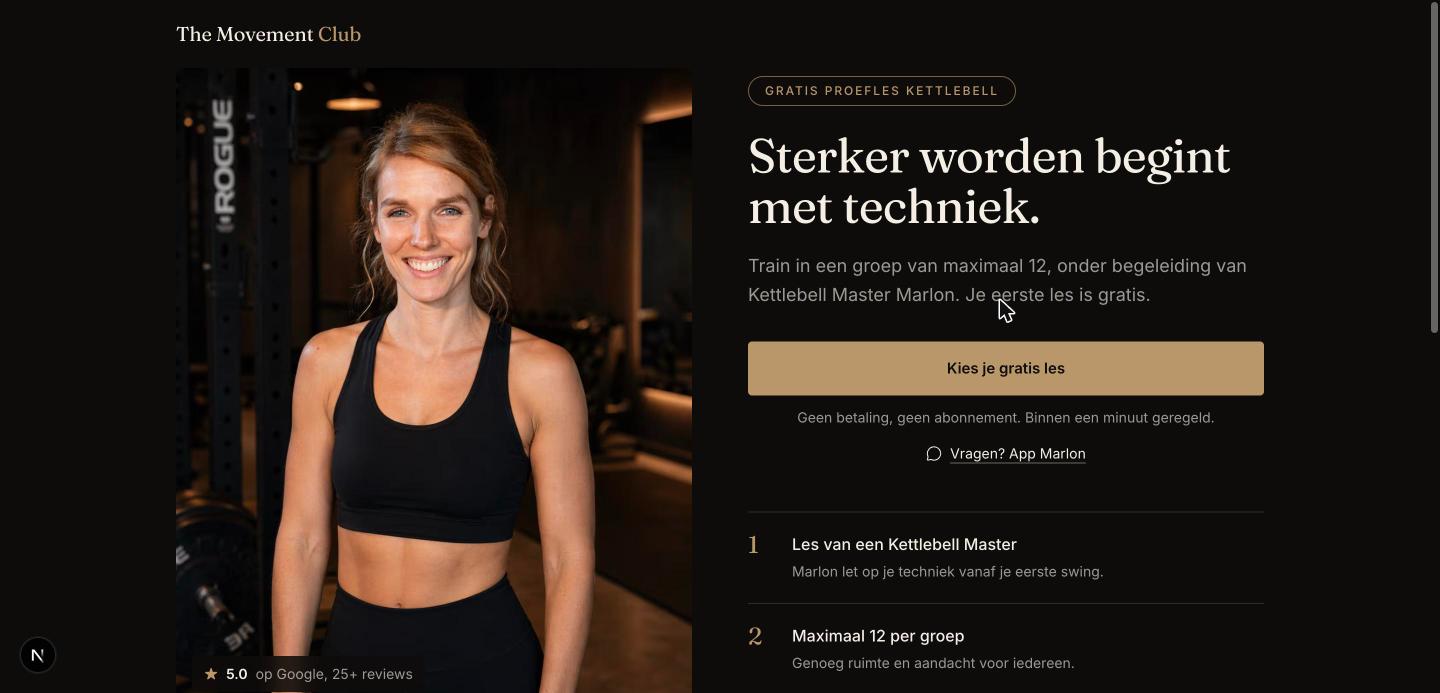 The Movement Club
ROGUE
GRATIS PROEFLES KETTLEBELL
Sterker worden begint
met techniek.
Train in een groep van maximaal 12, onder begeleiding van
Kettlebell Master Marlon. Je eerste les is gratis.
Kies je gratis les
Geen betaling, geen abonnement. Binnen een minuut geregeld.
Vragen? App Marlon
1
Les van een Kettlebell Master
Marlon let op je techniek vanaf je eerste swing.
2
Maximaal 12 per groep
Genoeg ruimte en aandacht voor iedereen.
5.0 op Google, 25+ reviews
N